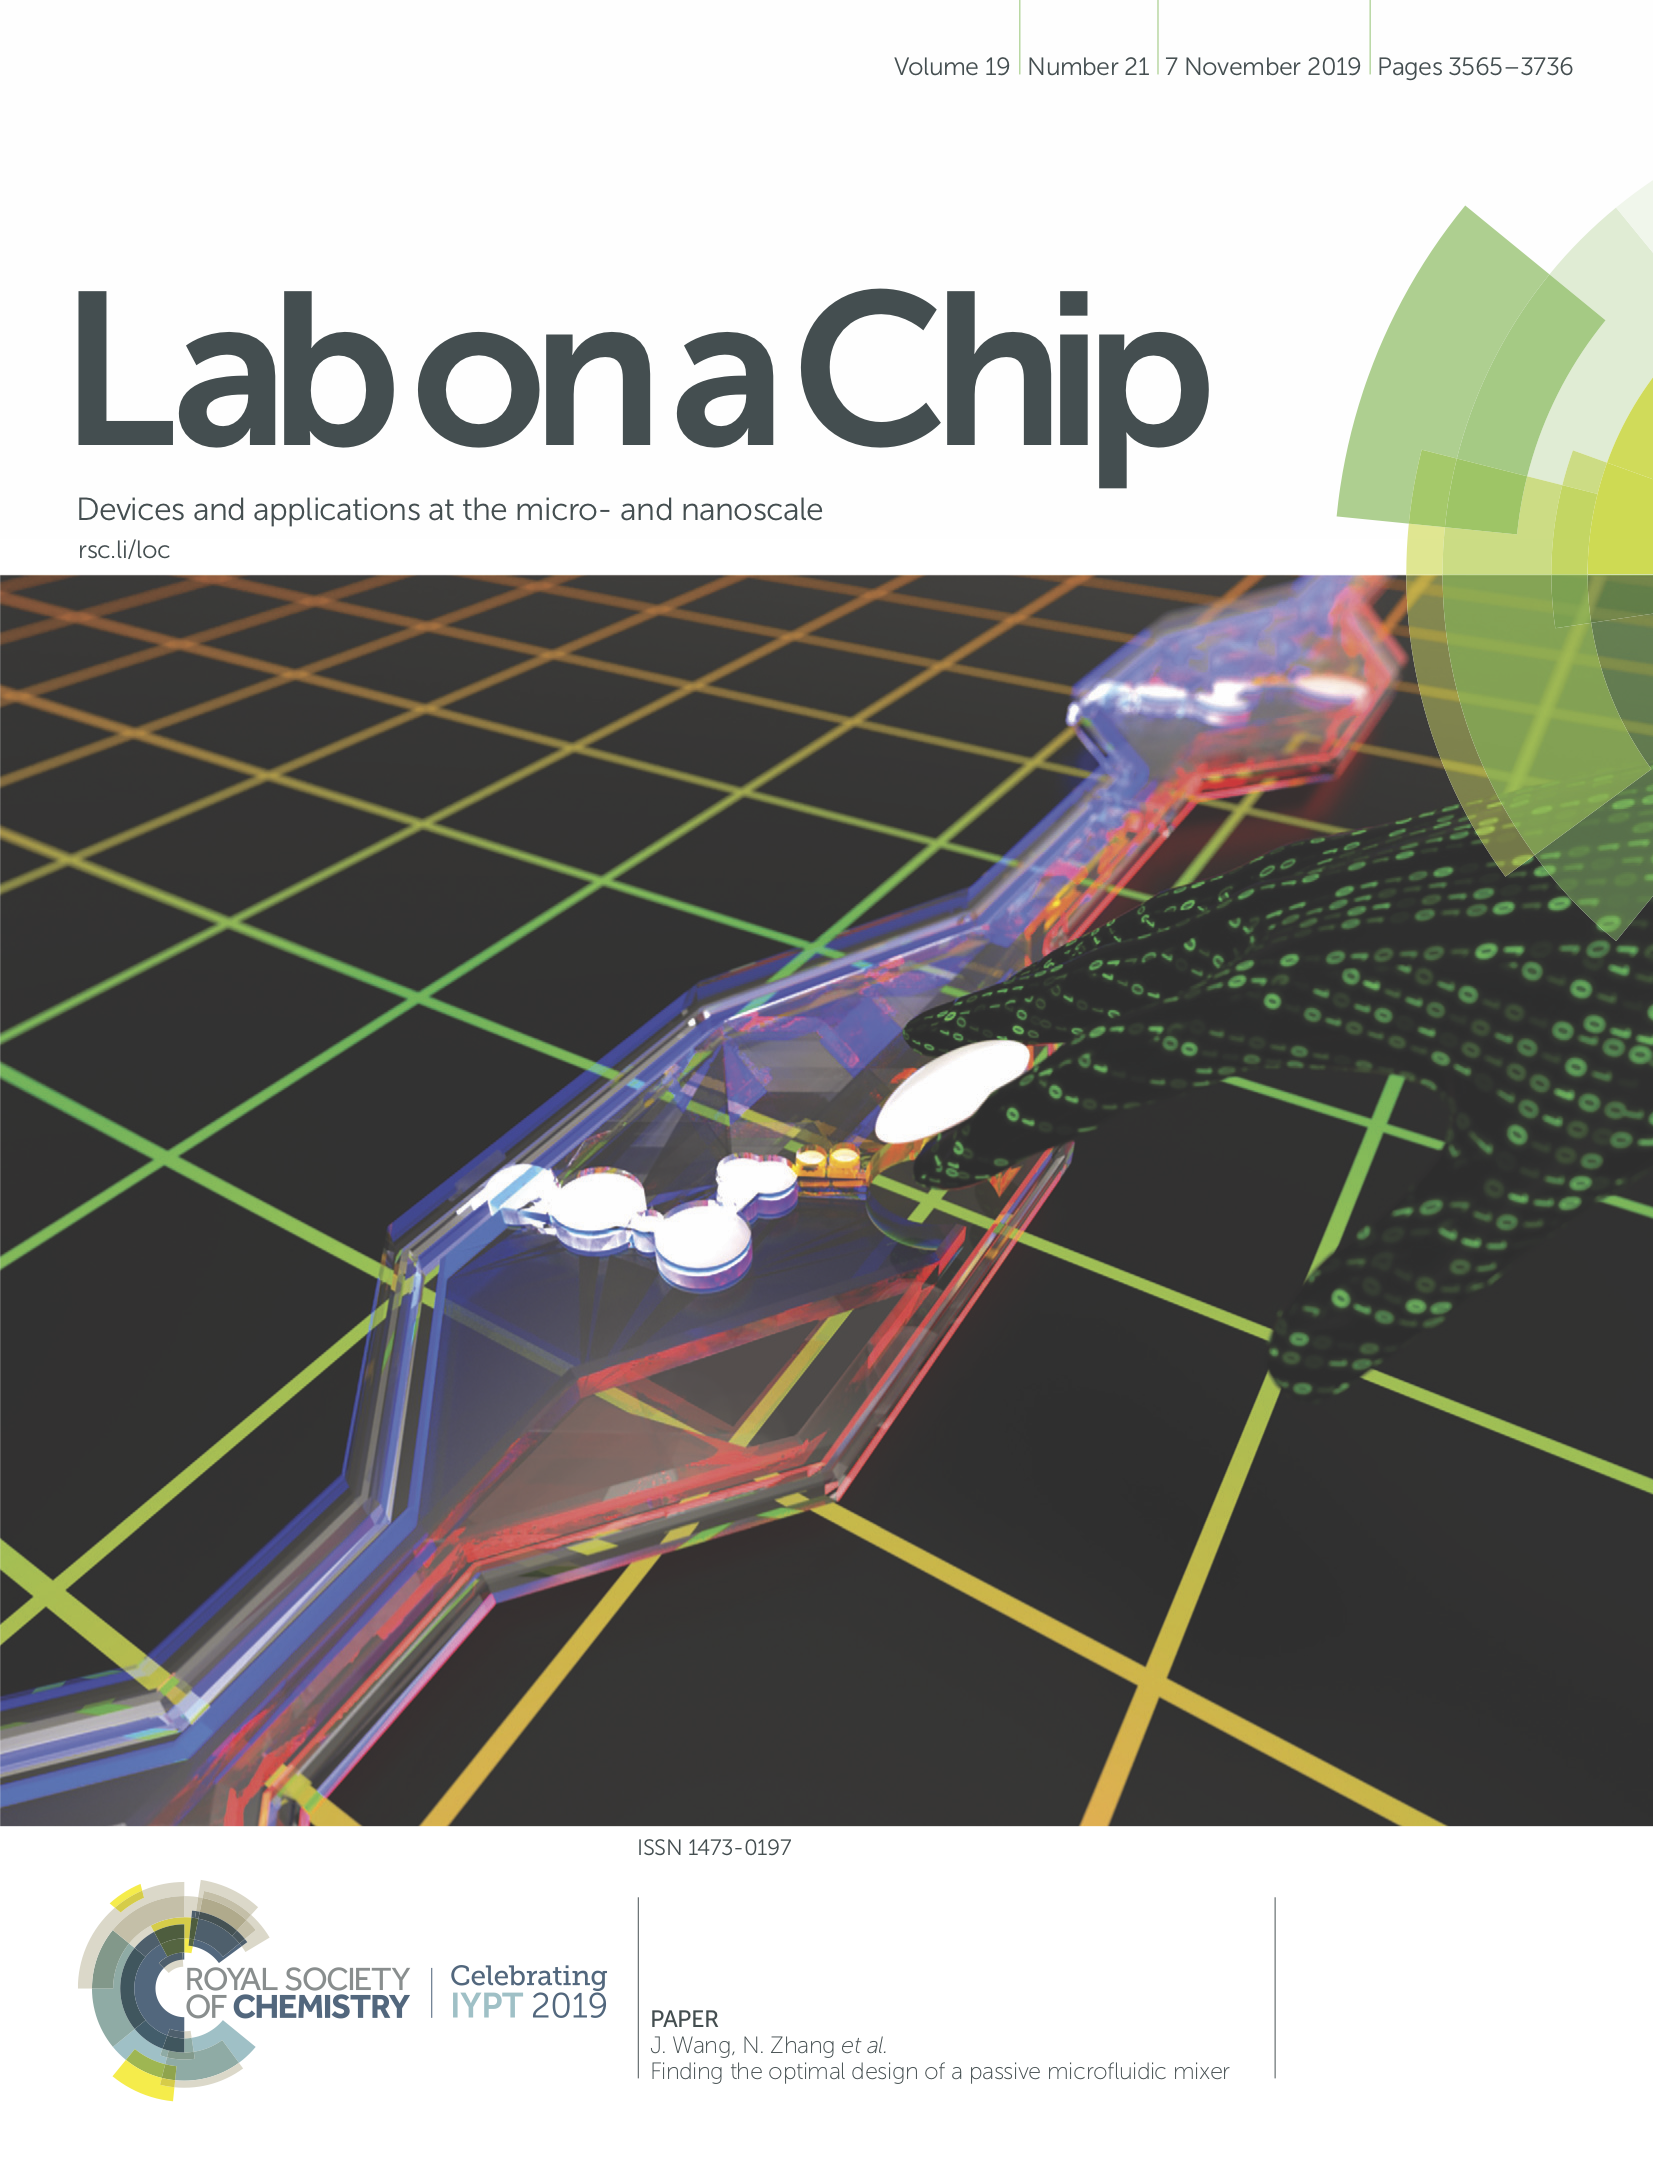 Volume 19 | Number 21 | 7 November 2019 | Pages 3565–3736
Lab on a Chip
Devices and applications at the micro- and nanoscale
rsc.li/loc
ISSN 1473-0197
ROYAL SOCIETY
OF CHEMISTRY
Celebrating
IYPT 2019
PAPER
J. Wang, N. Zhang et al.
Finding the optimal design of a passive microfluidic mixer